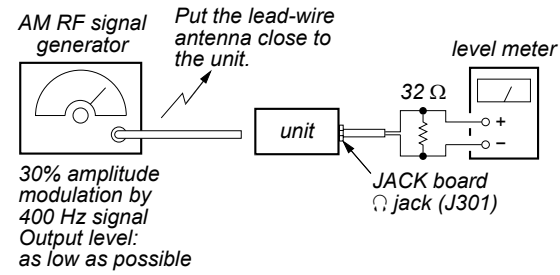 AM RF signal
generator
Put the lead-wire
antenna close to
the unit.
level meter
32 Ω
unit
+
–
30% amplitude
modulation by
400 Hz signal
Output level:
as low as possible
JACK board
Ω jack (J301)